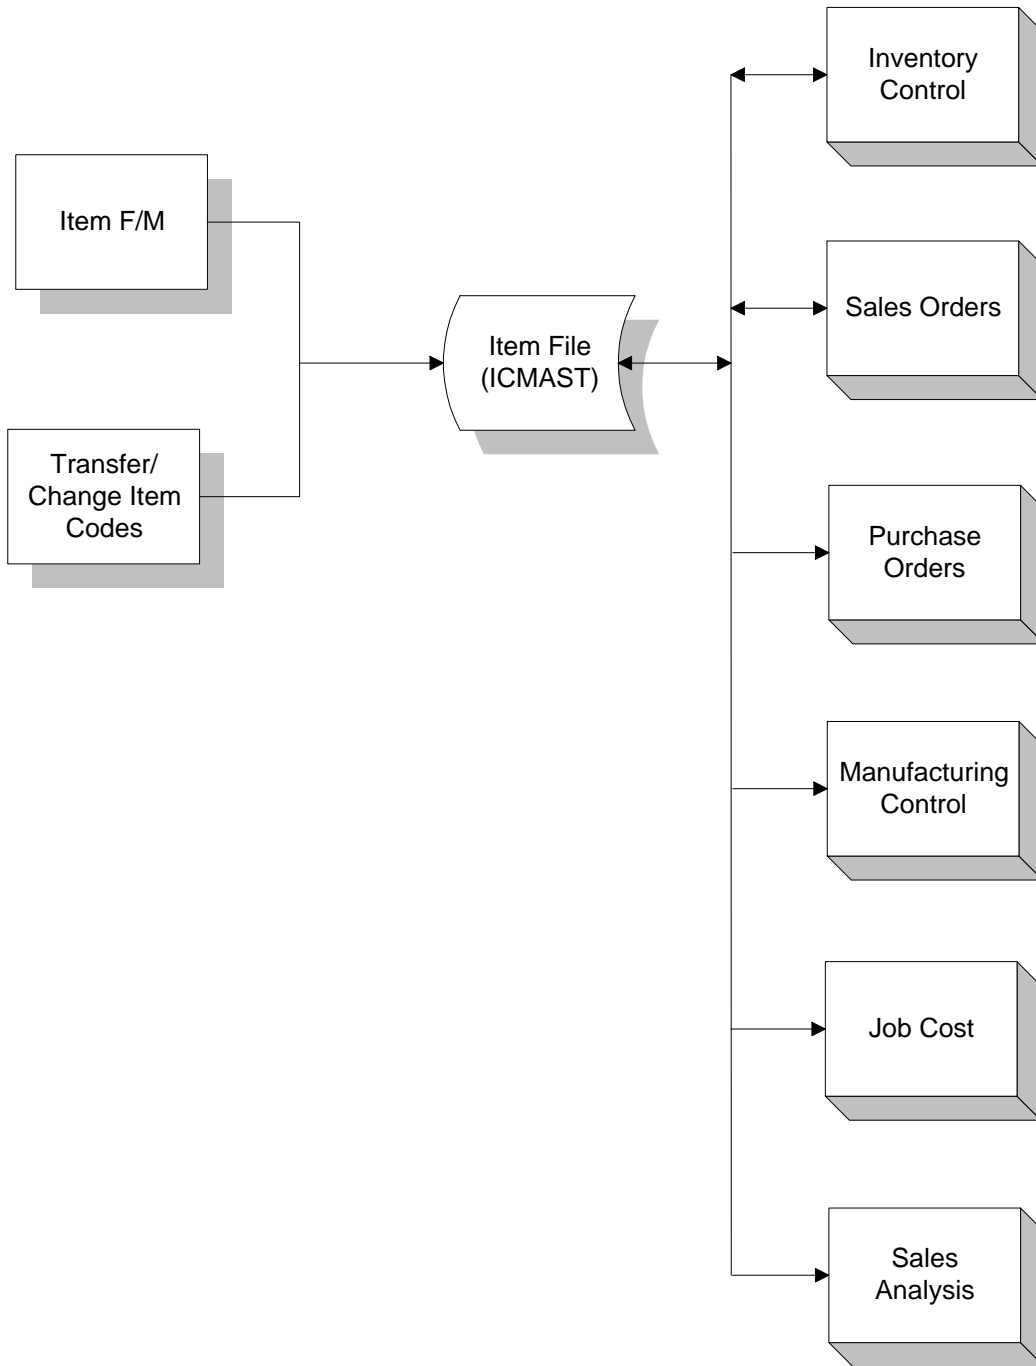 Item F/M
Transfer/
Change Item
Codes
Item File
(ICMAST)
Inventory
Control
Sales Orders
Purchase
Orders
Manufacturing
Control
Job Cost
Sales
Analysis